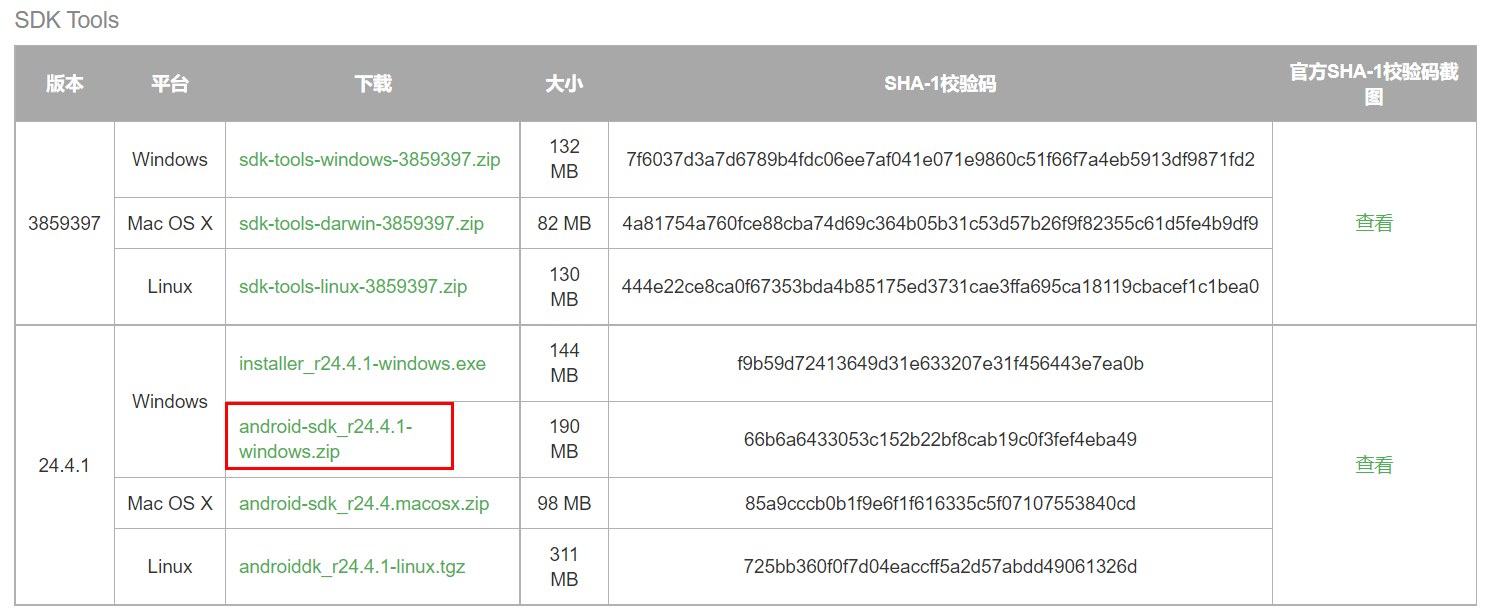 SDK Tools
版本
平台
下载
大小
SHA-1校验码
官方SHA-1校验码截
图
3859397
Windows
sdk-tools-windows-3859397.zip
132
MB
7f6037d3a7d6789b4fdc06ee7af041e071e9860c51f66f7a4eb5913df9871fd2
查看
Mac OS X
sdk-tools-darwin-3859397.zip
82 MB
4a81754a760fce88cba74d69c364b05b31c53d57b26f9f82355c61d5fe4b9df9
Linux
sdk-tools-linux-3859397.zip
130
MB
444e22ce8ca0f67353bda4b85175ed3731cae3ffa695ca18119cbacef1c1bea0
24.4.1
Windows
installer_r24.4.1-windows.exe
144
MB
f9b59d72413649d31e633207e31f456443e7ea0b
android-sdk_r24.4.1-
windows.zip
190
MB
66b6a6433053c152b22bf8cab19c0f3fef4eba49
查看
Mac OS X
android-sdk_r24.4.macosx.zip
98 MB
85a9cccb0b1f9e6f1f616335c5f07107553840cd
Linux
androiddk_r24.4.1-linux.tgz
311
MB
725bb360f0f7d04eaccff5a2d57abdd49061326d